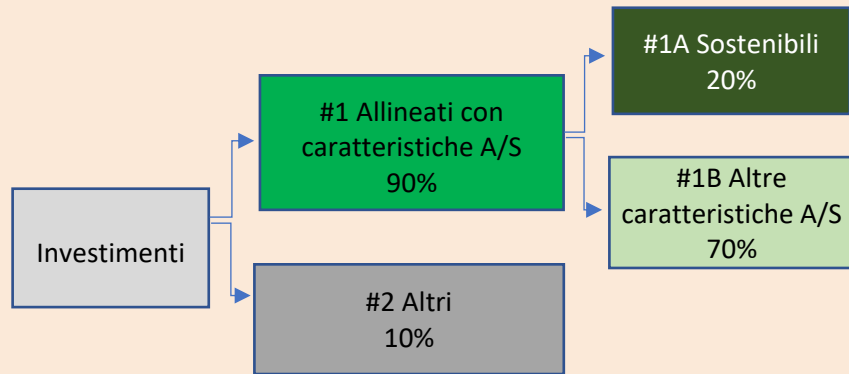 Investimenti
#1 Allineati con
caratteristiche A/S
90%
#2 Altri
10%
#1A Sostenibili
20%
#1B Altre
caratteristiche A/S
70%